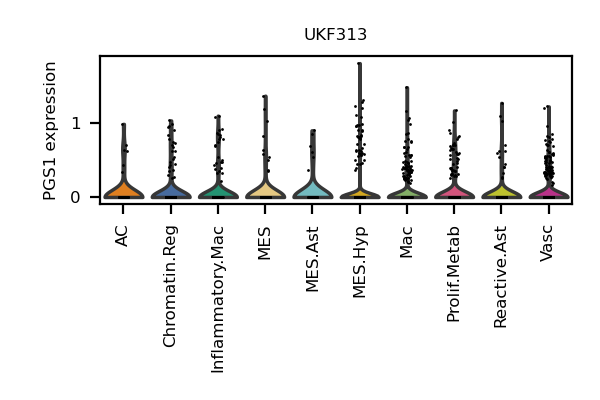 UKF313
PGS1 expression
1
0
AC
Chromatin.Reg
Inflammatory.Mac
MES
MES.Ast
MES.Hyp
Mac
Prolif.Metab
Reactive.Ast
Vasc